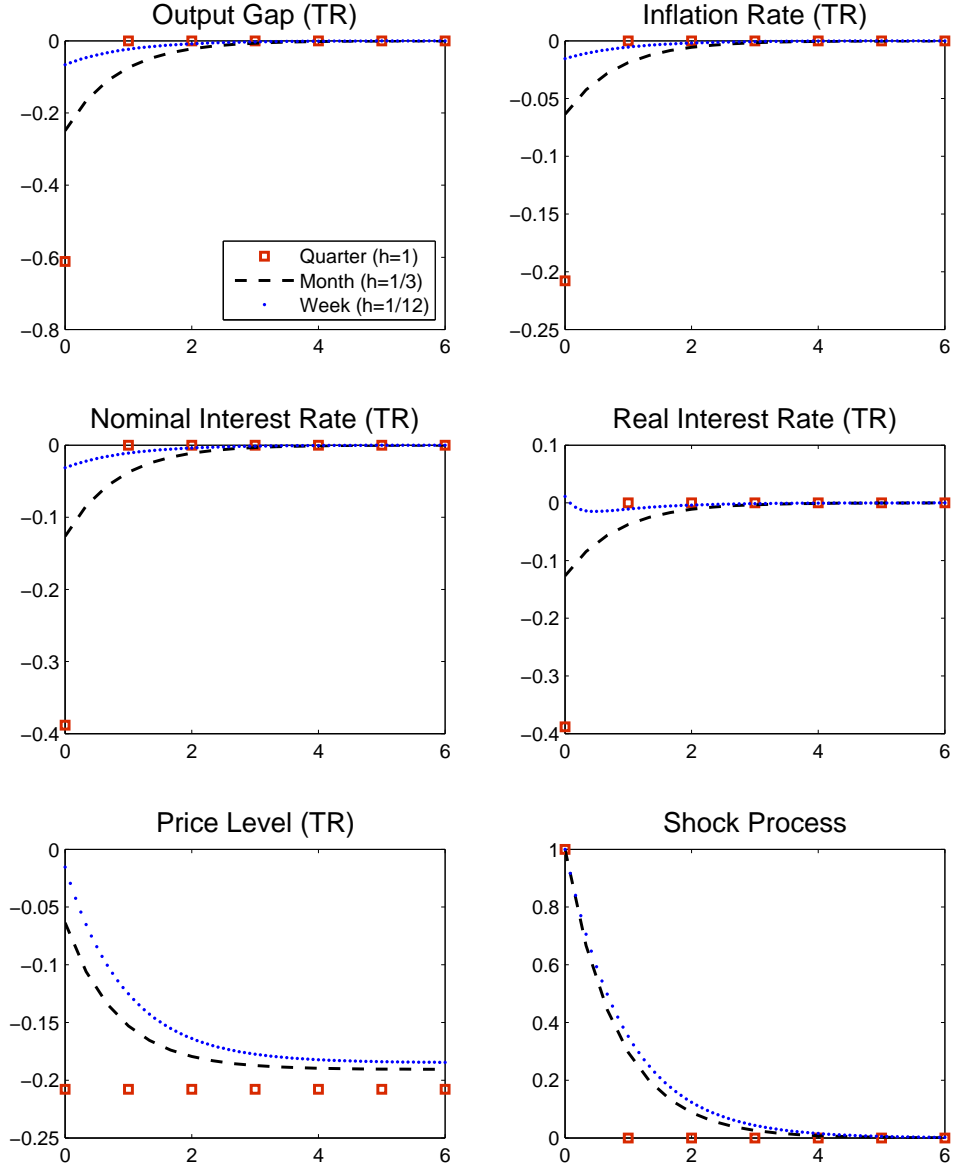 Output Gap (TR)
0
−0.2
−0.4
−0.6
−0.8
0 2 4 6
Quarter (h=1)
Month (h=1/3)
Week (h=1/12)
Inflation Rate (TR)
0
−0.05
−0.1
−0.15
−0.2
−0.25
0 2 4 6
Nominal Interest Rate (TR)
0
−0.1
−0.2
−0.3
−0.4
0 2 4 6
Real Interest Rate (TR)
0.1
0
−0.1
−0.2
−0.3
−0.4
0 2 4 6
Price Level (TR)
0
−0.05
−0.1
−0.15
−0.2
−0.25
0 2 4 6
Shock Process
1
0.8
0.6
0.4
0.2
0
0 2 4 6